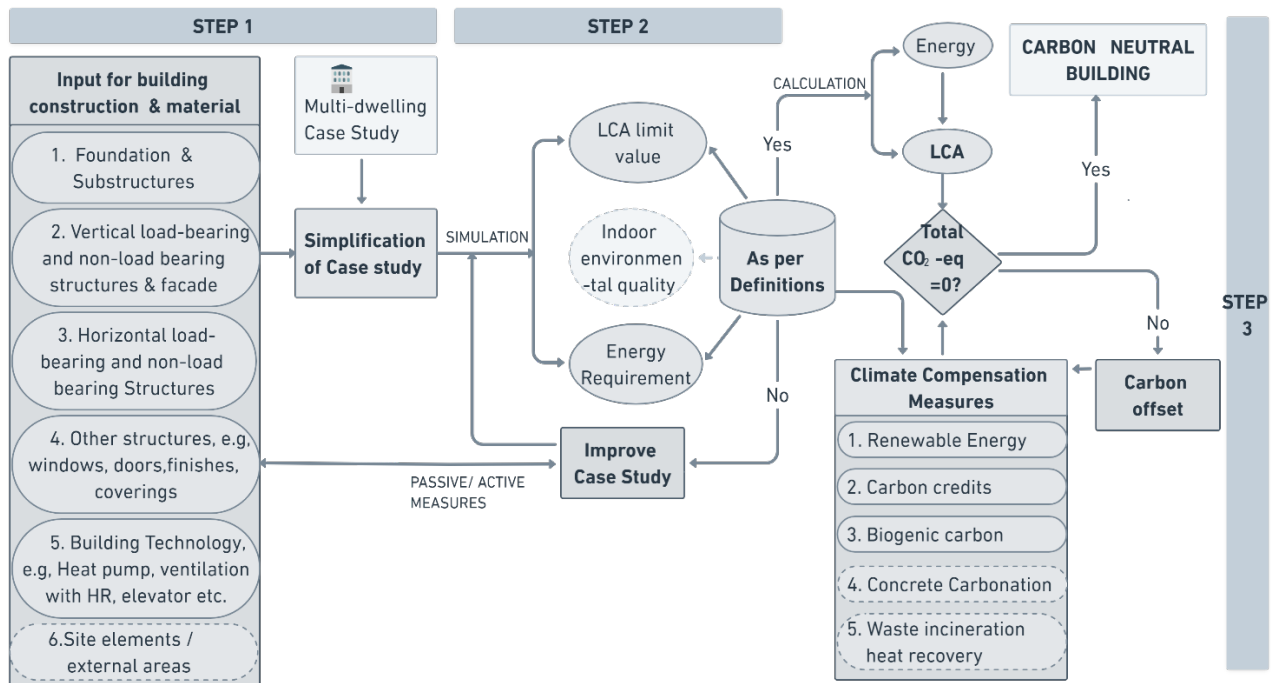 STEP 1
STEP 2
Input for building
construction & material
1. Foundation &
Substructures
2. Vertical load-bearing
and non-load bearing
structures & facade
3. Horizontal load-
bearing and non-load
bearing Structures
4. Other structures, e.g,
windows, doors,finishes,
coverings
5. Building Technology,
e.g, Heat pump, ventilation
with HR, elevator etc.
6.Site elements /
external areas
Multi-dwelling
Case Study
Simplification
of Case study
SIMULATION
LCA limit
value
Indoor
environmen
-tal quality
Energy
Requirement
As per
Definitions
Yes
No
Improve
Case Study
PASSIVE/ ACTIVE
MEASURES
CALCULATION
Energy
LCA
Total
CO₂ -eq
=0?
Yes
CARBON NEUTRAL
BUILDING
No
Carbon
offset
Climate Compensation
Measures
1. Renewable Energy
2. Carbon credits
3. Biogenic carbon
4. Concrete Carbonation
5. Waste incineration
heat recovery
STEP
3